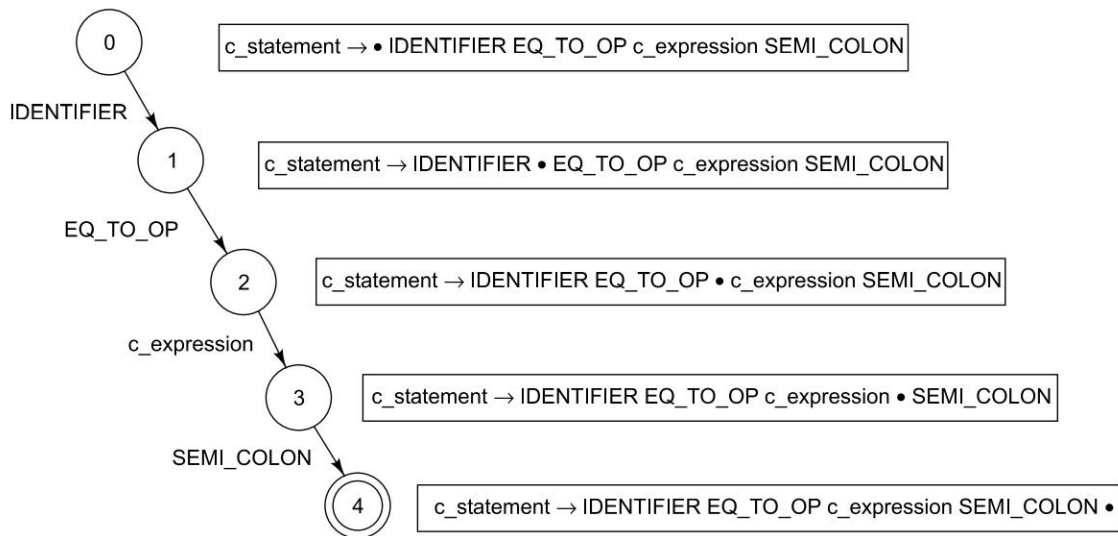 0
c_statement → • IDENTIFIER EQ_TO_OP c_expression SEMI_COLON
IDENTIFIER
1
c_statement → IDENTIFIER • EQ_TO_OP c_expression SEMI_COLON
EQ_TO_OP
2
c_statement → IDENTIFIER EQ_TO_OP • c_expression SEMI_COLON
c_expression
3
c_statement → IDENTIFIER EQ_TO_OP c_expression • SEMI_COLON
SEMI_COLON
4
c_statement → IDENTIFIER EQ_TO_OP c_expression SEMI_COLON •